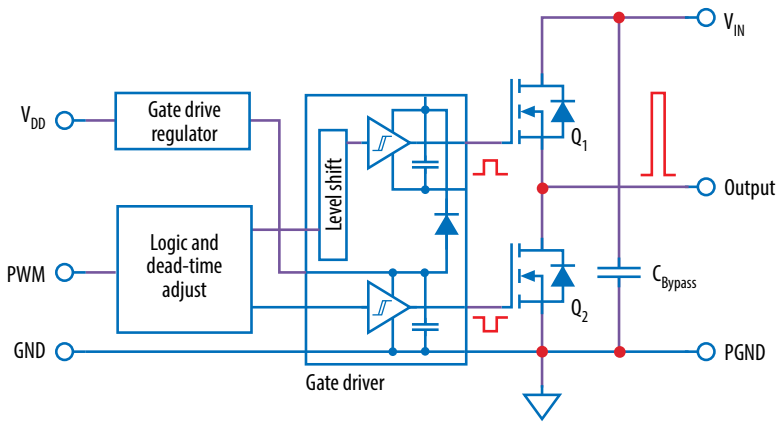 V_IN
V_DD
Gate drive
regulator
Level shift
Q_1
Output
Logic and
dead-time
adjust
PWM
C_Bypass
Q_2
GND
PGND
Gate driver